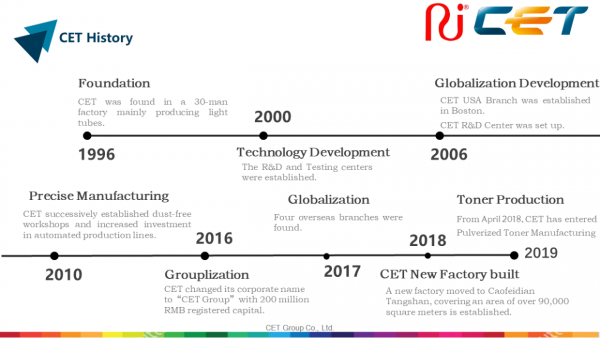 CET History
CET
Foundation
CET was found in a 30-man
factory mainly producing light
tubes.
1996
2000
Technology Development
The R&D and Testing centers
were established.
Globalization Development
CET USA Branch was established
in Boston.
CET R&D Center was set up.
2006
Precise Manufacturing
CET successively established dust-free
workshops and increased investment
in automated production lines.
2010
2016
Grouplization
CET changed its corporate name
to “CET Group” with 200 million
RMB registered capital.
Globalization
Four overseas branches were
found.
2017
2018
CET New Factory built
A new factory moved to Caofeidian
Tangshan, covering an area of over 90,000
square meters is established.
Toner Production
From April 2018, CET has entered
Pulverized Toner Manufacturing
2019
CET Group Co., Ltd